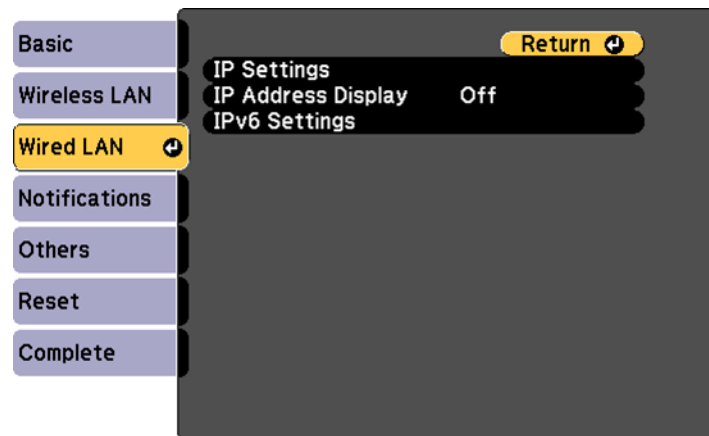 Basic
Wireless LAN
Wired LAN
Notifications
Others
Reset
Complete
Return
IP Settings
IP Address Display Off
IPv6 Settings